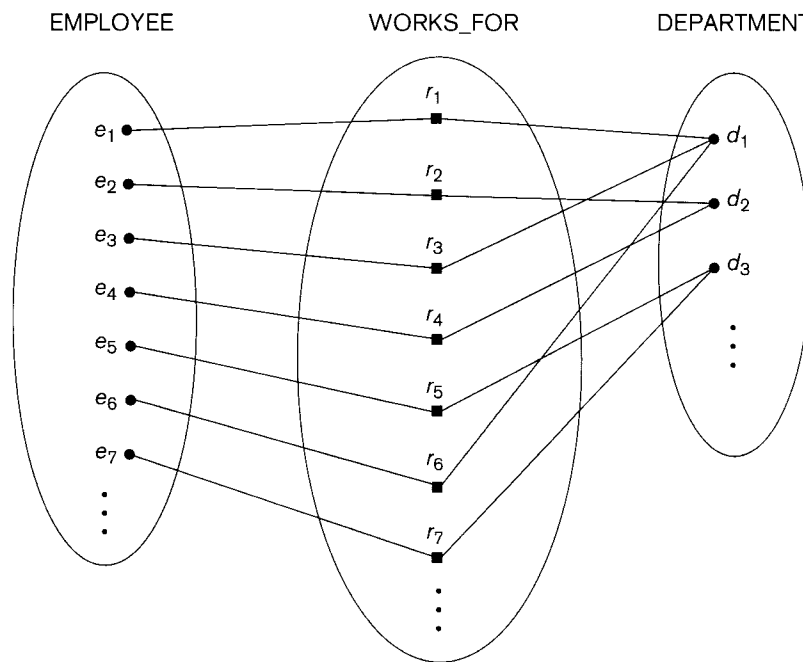 EMPLOYEE WORKS_FOR DEPARTMENT
r₁
e₁ d₁
r₂
e₂ d₂
e₃ r₃ d₃
e₄ r₄
e₅ r₅
e₆ r₆
e₇ r₇